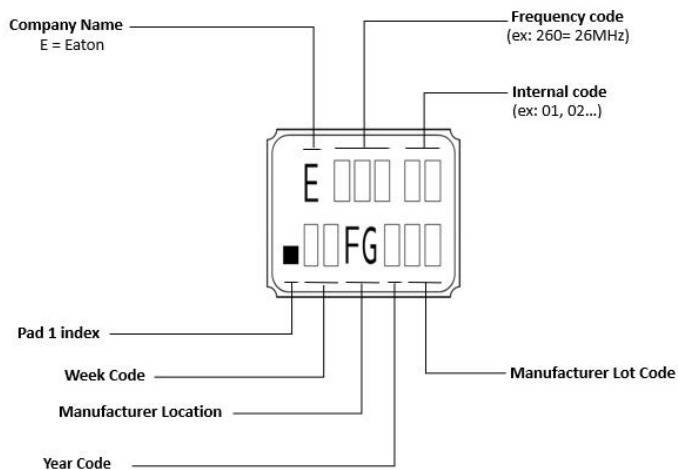 Company Name
E = Eaton
Frequency code
(ex: 260= 26MHz)
Internal code
(ex: 01, 02...)
E
FG
Pad 1 index
Week Code
Manufacturer Location
Year Code
Manufacturer Lot Code